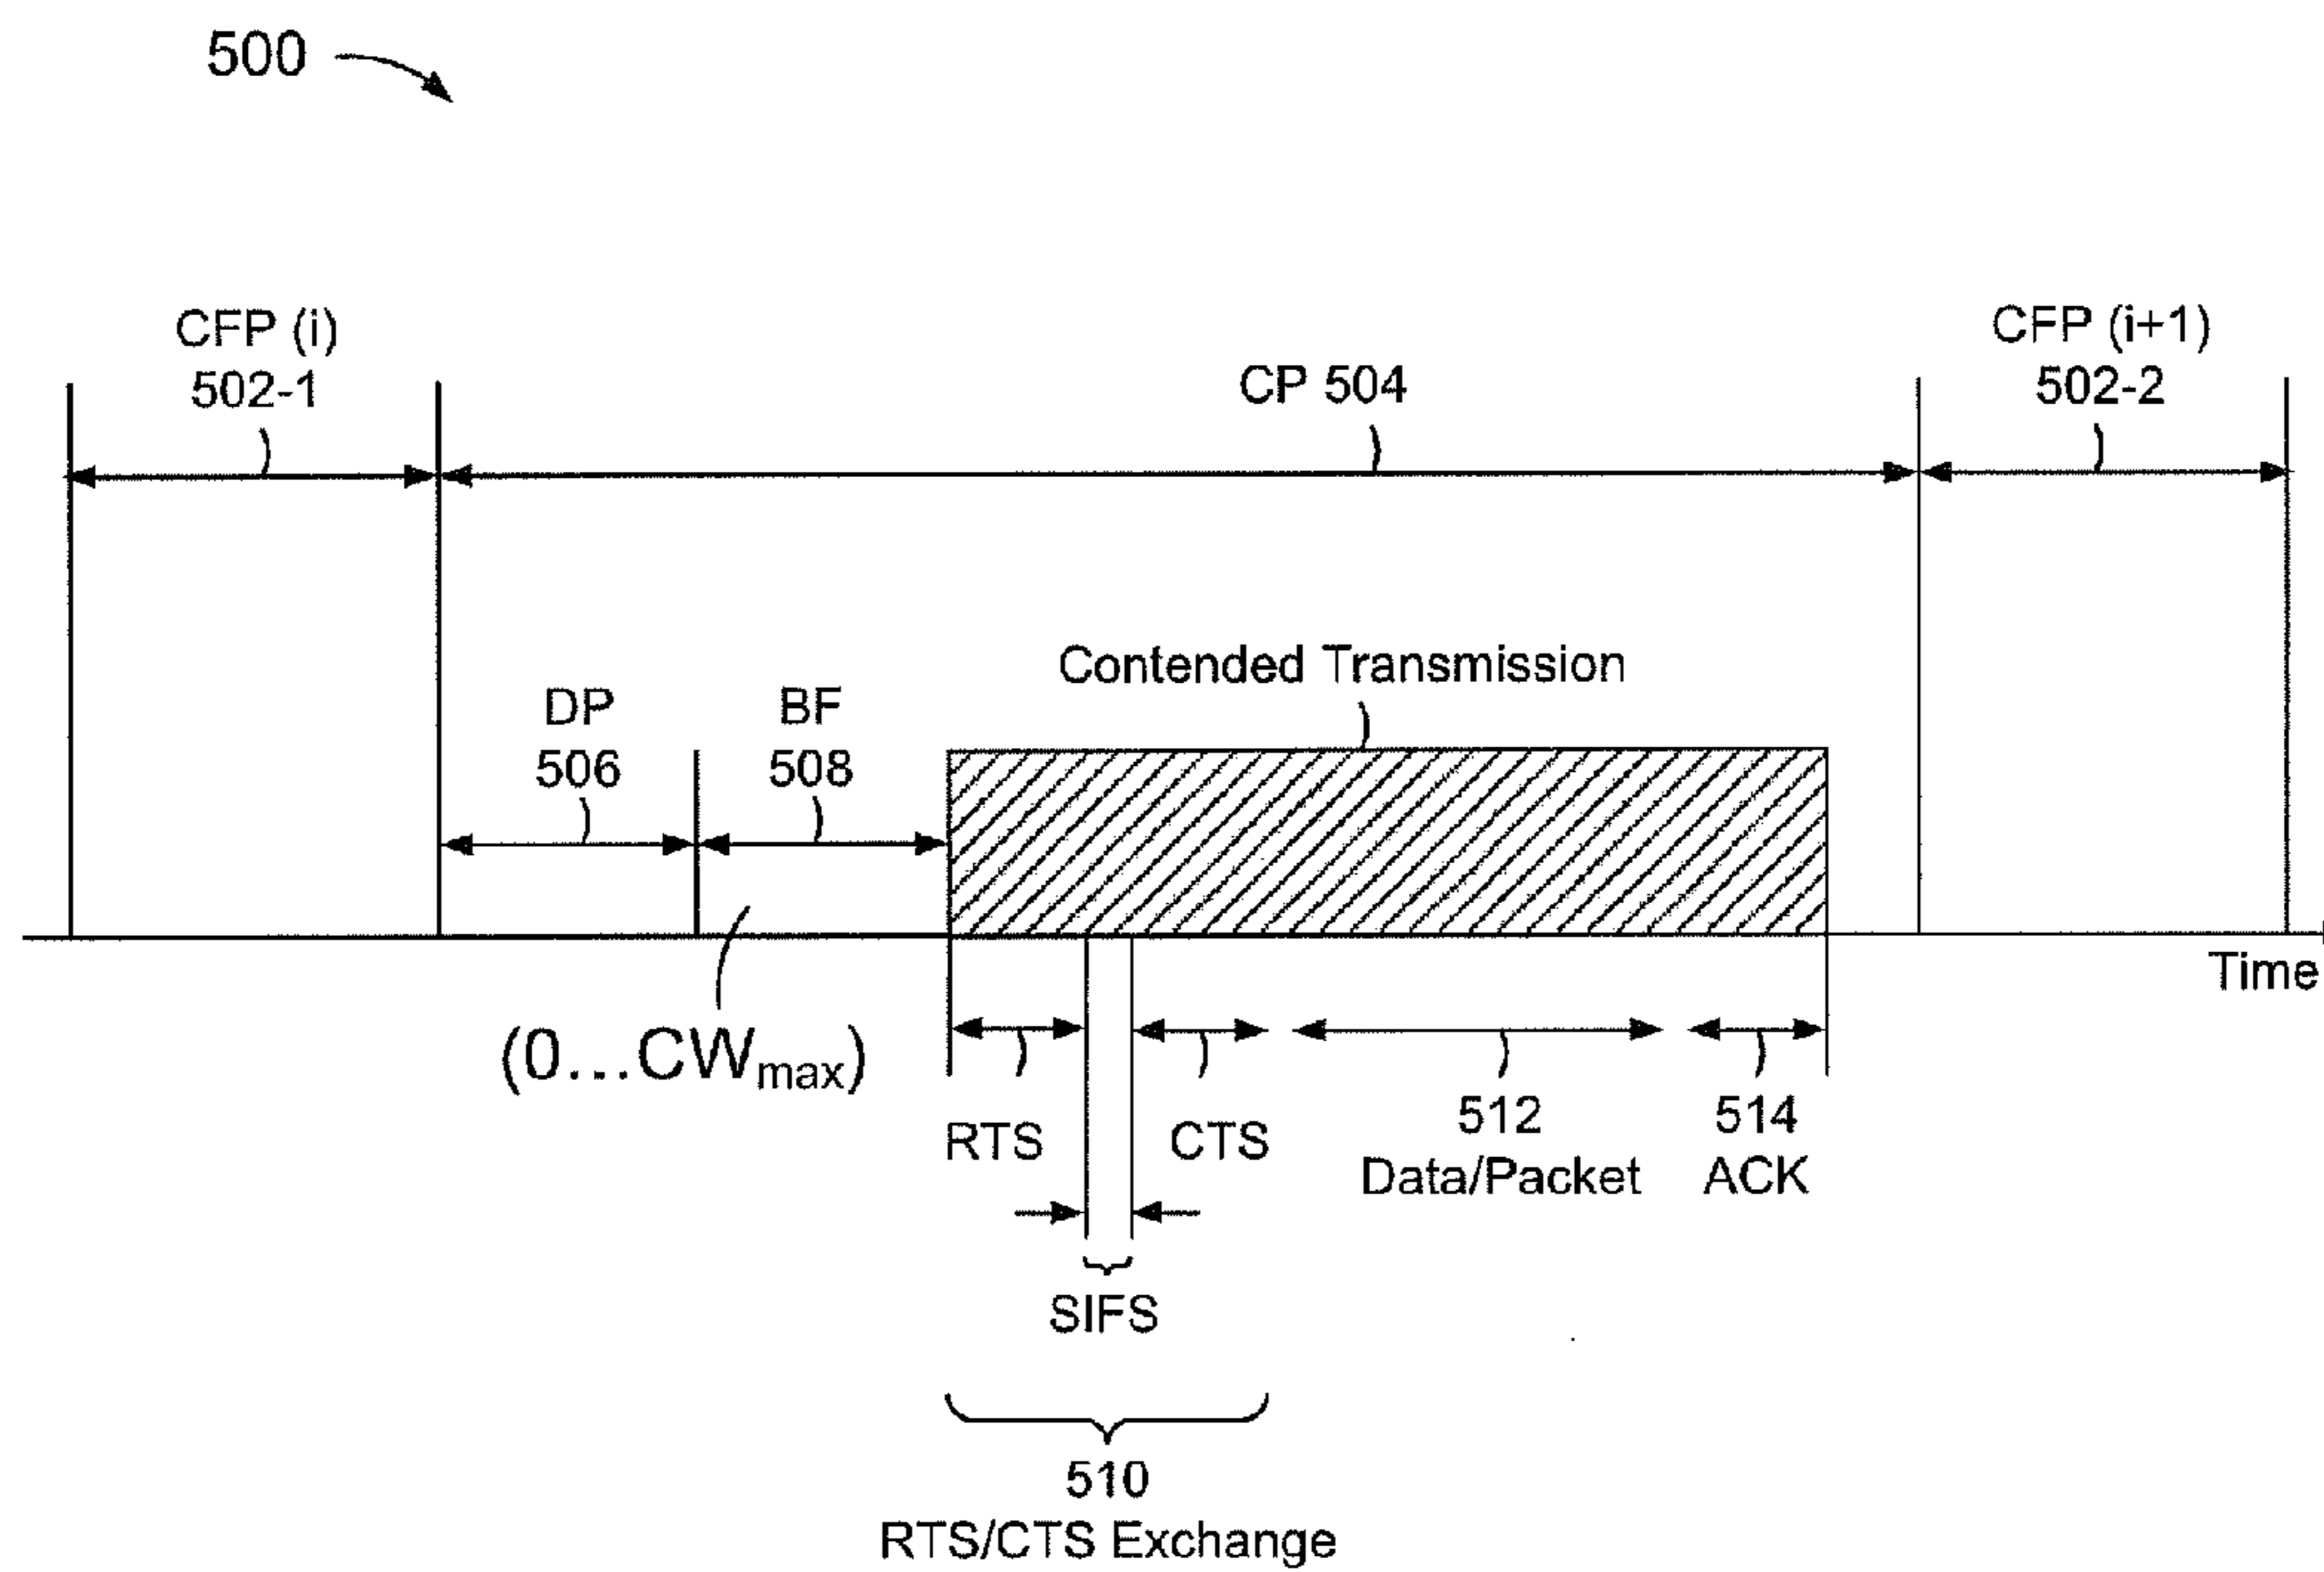 500
CFP (i)
502-1
CP 504
CFP (i+1)
502-2
Contended Transmission
DP
506
BF
508
Time
(0...CWmax)
RTS
CTS
512
Data/Packet
514
ACK
SIFS
510
RTS/CTS Exchange